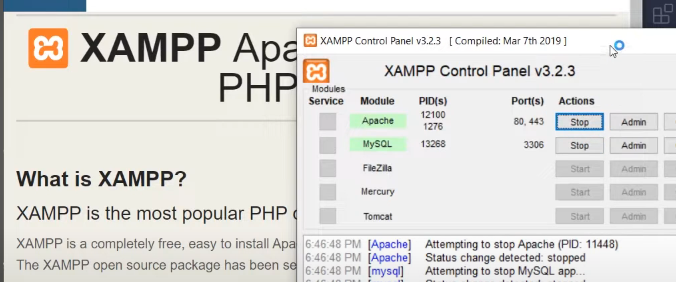 XAMPP Apa
PHP
What is XAMPP?
XAMPP is the most popular PHP
XAMPP is a completely free, easy to install Apa
The XAMPP open source package has been se
XAMPP Control Panel v3.2.3 [ Compiled: Mar 7th 2019 ]
XAMPP Control Panel v3.2.3
Modules
Service Module PID(s) Port(s) Actions
Apache 12100 1276 80, 443 Stop Admin
MySQL 13268 3306 Stop Admin
FileZilla Start Admin
Mercury Start Admin
Tomcat Start Admin
6:46:48 PM [Apache] Attempting to stop Apache (PID: 11448)
6:46:48 PM [Apache] Status change detected: stopped
6:46:48 PM [mysql] Attempting to stop MySQL app...